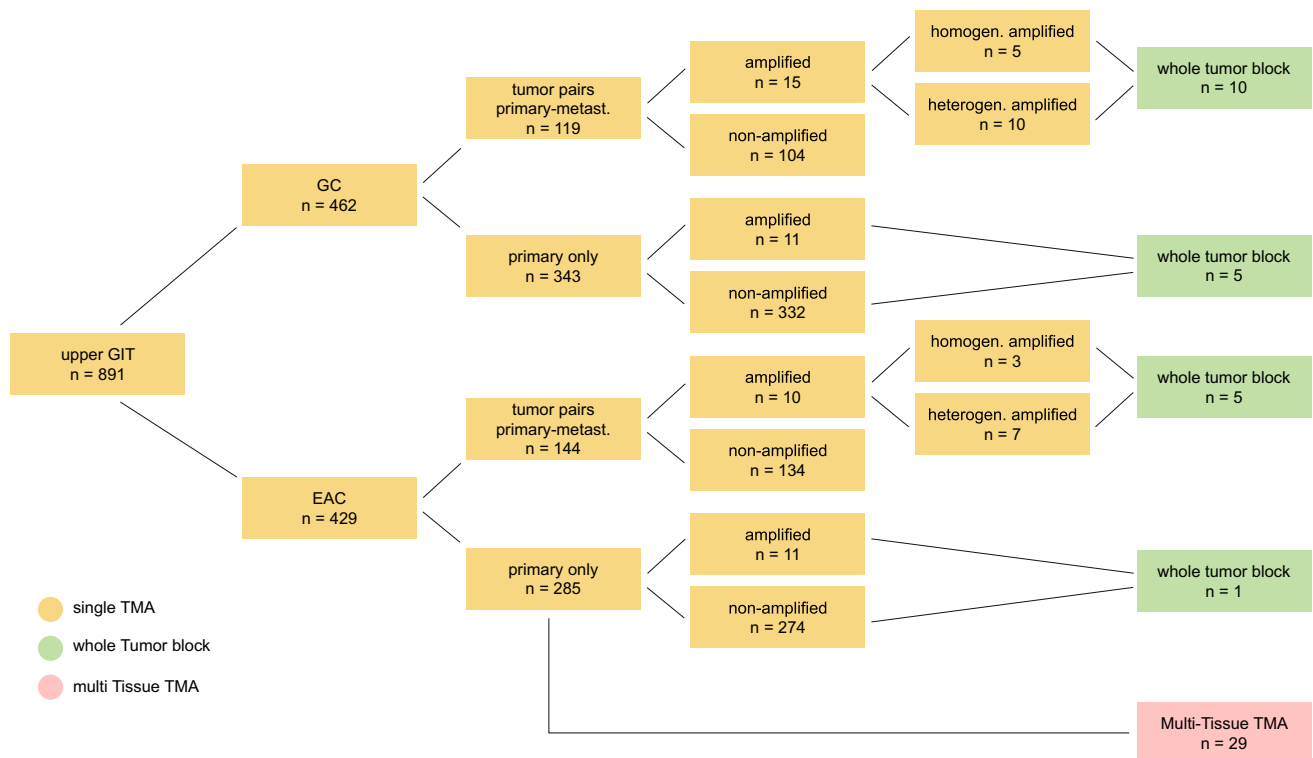 upper GIT
n = 891
GC
n = 462
EAC
n = 429
tumor pairs
primary-metast.
n = 119
primary only
n = 343
tumor pairs
primary-metast.
n = 144
primary only
n = 285
amplified
n = 15
non-amplified
n = 104
amplified
n = 11
non-amplified
n = 332
amplified
n = 10
non-amplified
n = 134
amplified
n = 11
non-amplified
n = 274
homogen. amplified
n = 5
heterogen. amplified
n = 10
homogen. amplified
n = 3
heterogen. amplified
n = 7
whole tumor block
n = 10
whole tumor block
n = 5
whole tumor block
n = 5
whole tumor block
n = 1
Multi-Tissue TMA
n = 29
single TMA
whole Tumor block
multi Tissue TMA